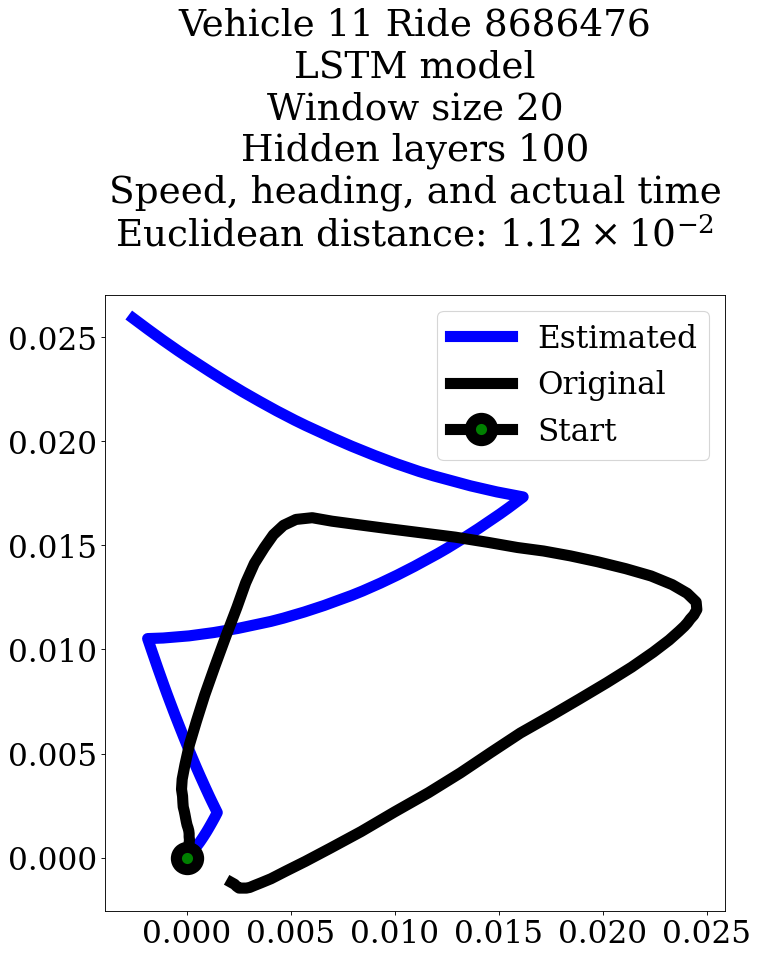 Vehicle 11 Ride 8686476
LSTM model
Window size 20
Hidden layers 100
Speed, heading, and actual time
Euclidean distance: 1.12 × 10⁻²
Estimated
Original
Start
0.025
0.020
0.015
0.010
0.005
0.000
0.000 0.005 0.010 0.015 0.020 0.025